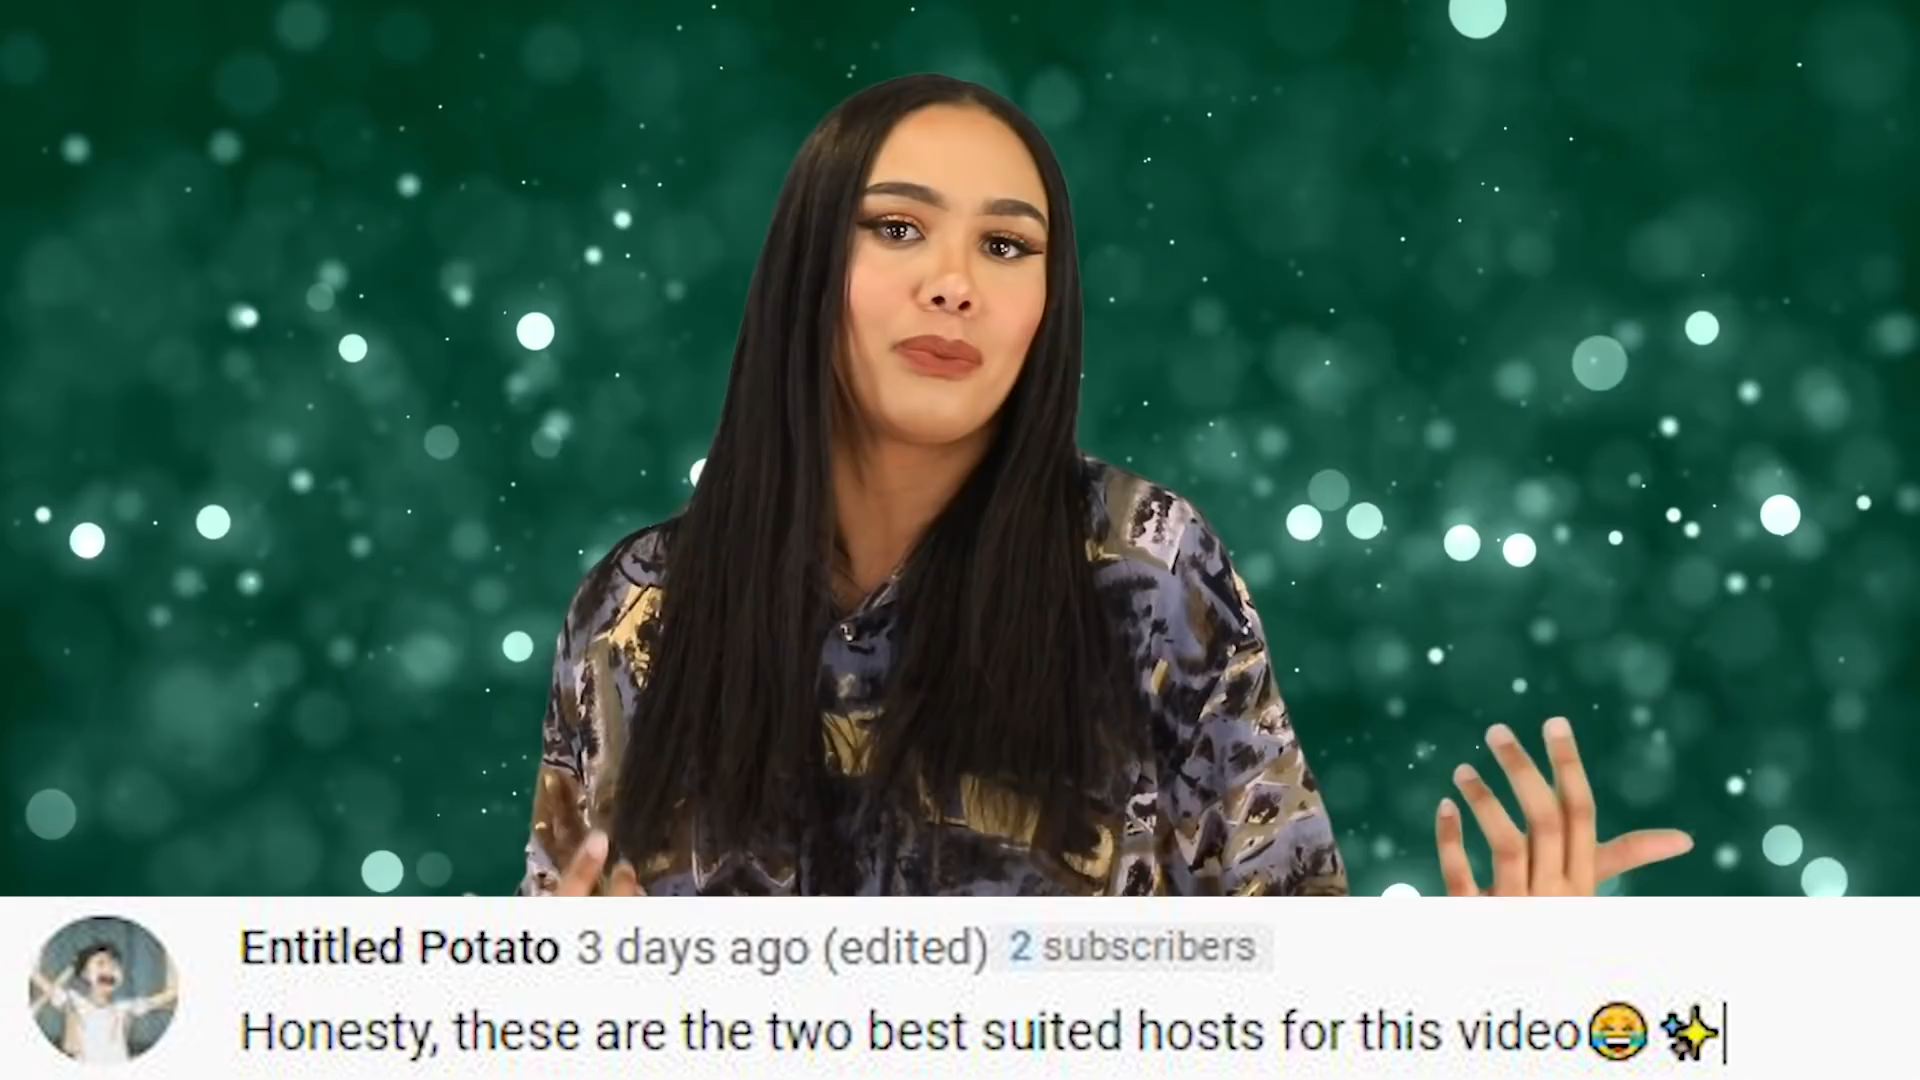 Entitled Potato 3 days ago (edited) 2 subscribers
Honesty, these are the two best suited hosts for this video😂✨